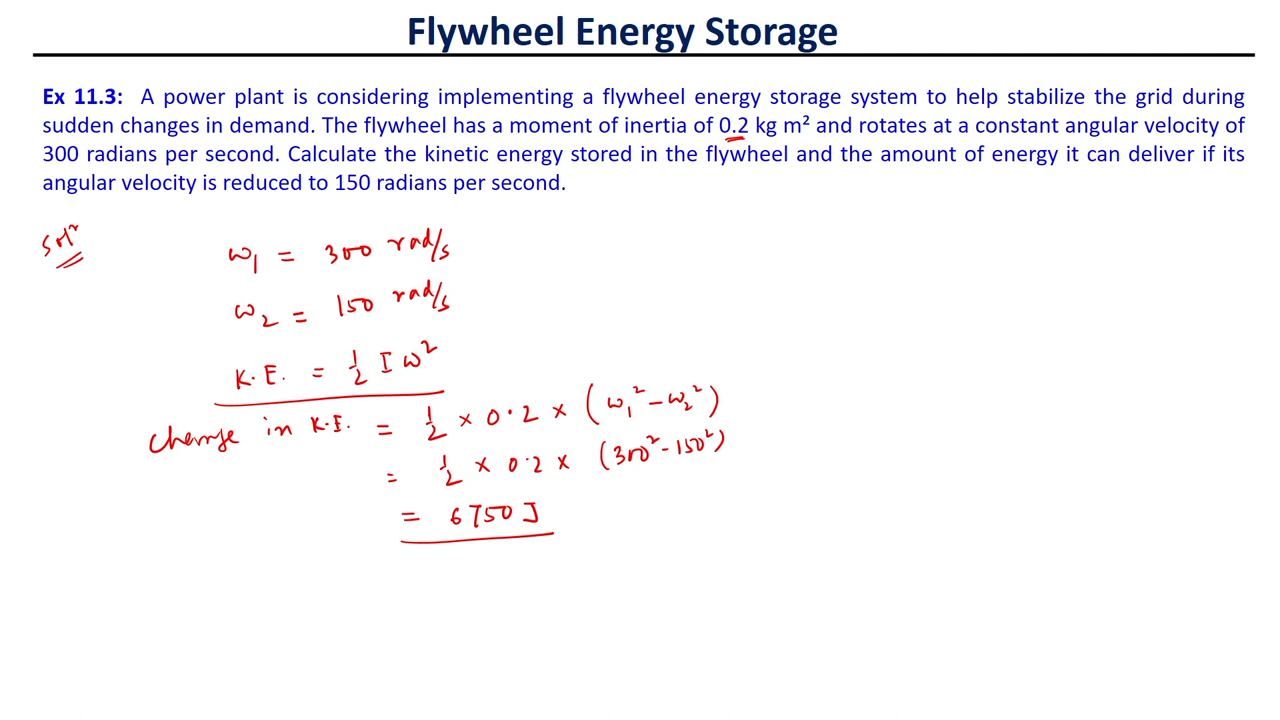 Flywheel Energy Storage
Ex 11.3: A power plant is considering implementing a flywheel energy storage system to help stabilize the grid during
sudden changes in demand. The flywheel has a moment of inertia of 0.2 kg m² and rotates at a constant angular velocity of
300 radians per second. Calculate the kinetic energy stored in the flywheel and the amount of energy it can deliver if its
angular velocity is reduced to 150 radians per second.
Solⁿ
ω₁ = 300 rad/s
ω₂ = 150 rad/s
K.E. = 1/2 I ω²
Change in K.E. = 1/2 × 0.2 × (ω₁² - ω₂²)
= 1/2 × 0.2 × (300² - 150²)
= 6750 J